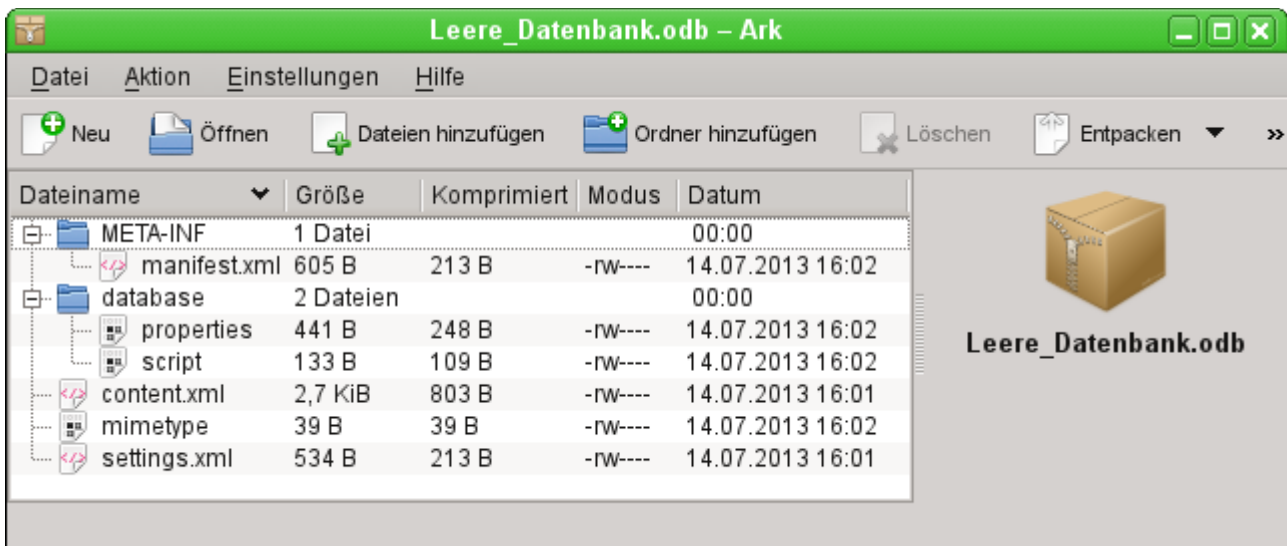 Leere_Datenbank.odb – Ark
Datei Aktion Einstellungen Hilfe
Neu Öffnen Dateien hinzufügen Ordner hinzufügen Löschen Entpacken »
Dateiname Größe Komprimiert Modus Datum
META-INF 1 Datei 00:00
manifest.xml 605 B 213 B -rw---- 14.07.2013 16:02
database 2 Dateien 00:00
properties 441 B 248 B -rw---- 14.07.2013 16:02
script 133 B 109 B -rw---- 14.07.2013 16:02
content.xml 2,7 KiB 803 B -rw---- 14.07.2013 16:01
mimetype 39 B 39 B -rw---- 14.07.2013 16:02
settings.xml 534 B 213 B -rw---- 14.07.2013 16:01
Leere_Datenbank.odb